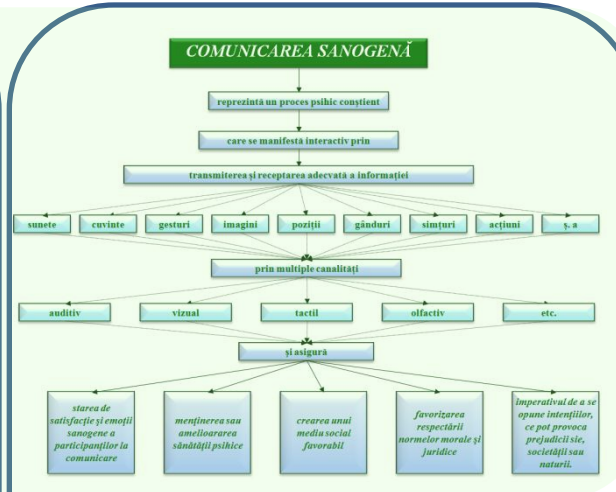 COMUNICAREA SANOGENĂ
reprezintă un proces psihic conștient
care se manifestă interactiv prin
transmiterea și receptarea adecvată a informației
sunete
cuvinte
gesturi
imagini
poziții
gânduri
simțuri
acțiuni
ș. a
prin multiple canalități
auditiv
vizual
tactil
olfactiv
etc.
și asigură
starea de
satisfacție și emoții
sanogene a
participanților la
comunicare
menținerea sau
amelioararea
sănătății psihice
crearea unui
mediu social
favorabil
favorizarea
respectării
normelor morale și
juridice
imperativul de a se
opune intențiilor,
ce pot provoca
prejudicii sie,
societății sau
naturii.